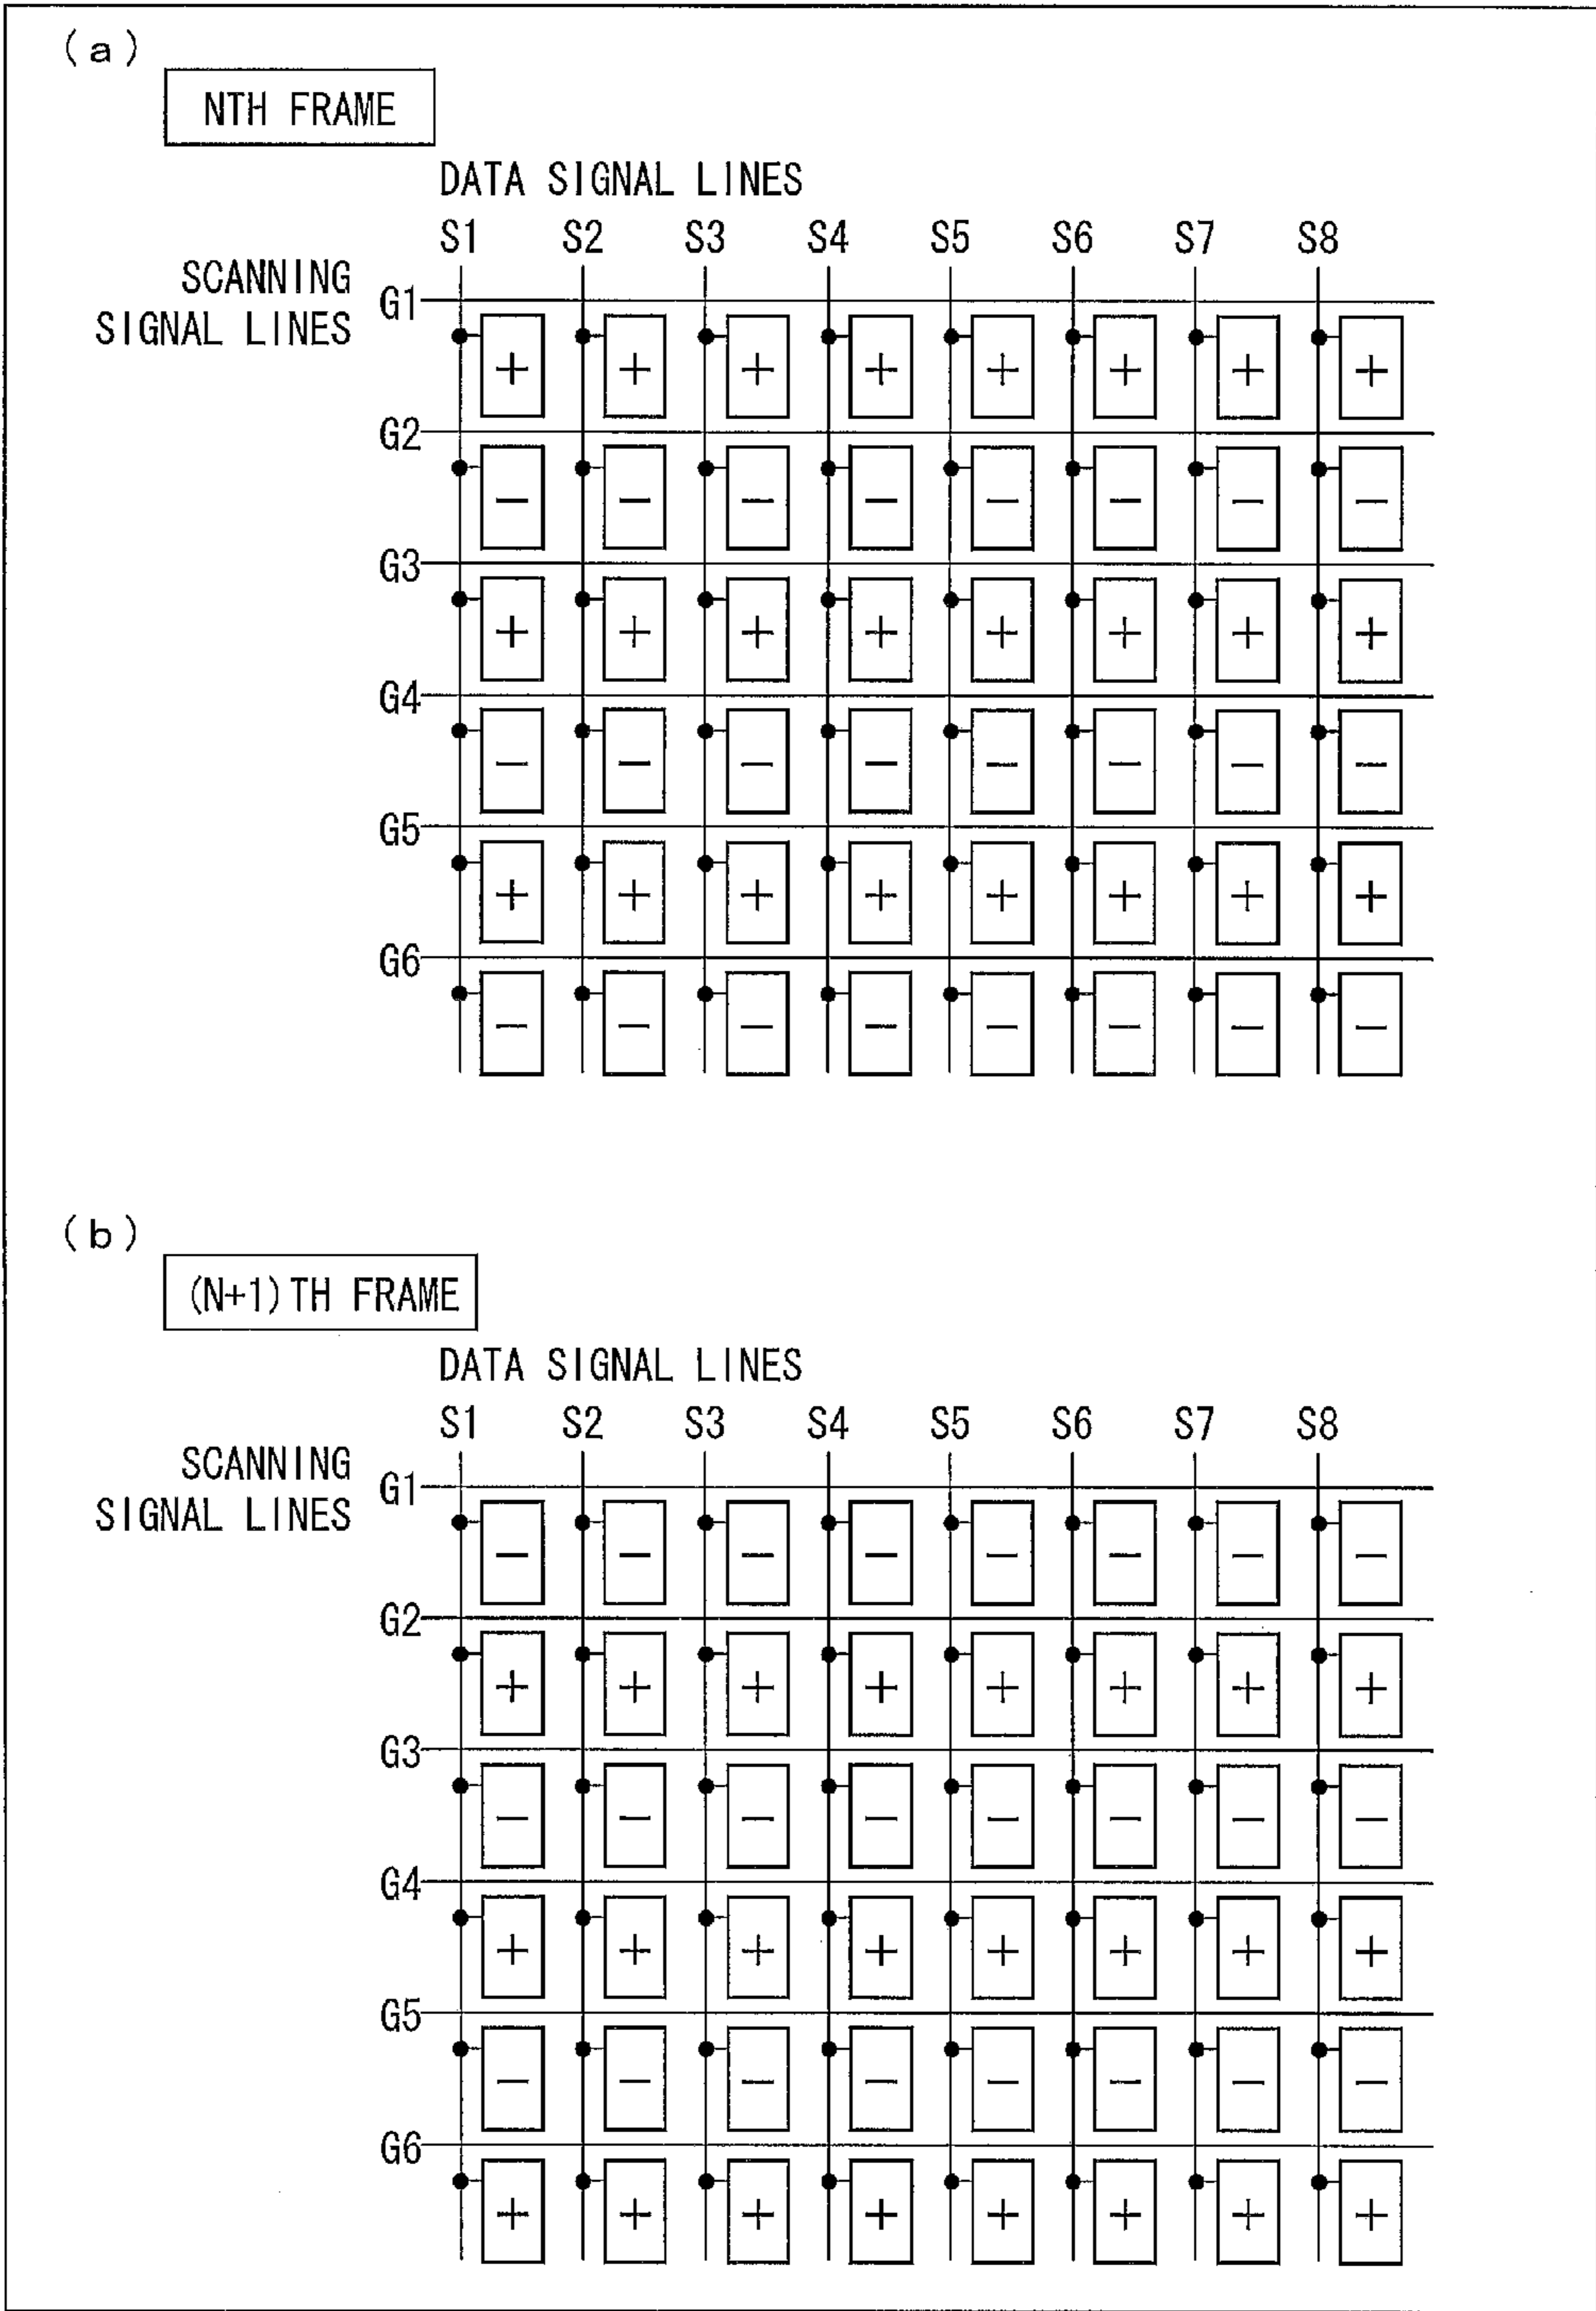 (a)
NTH FRAME
DATA SIGNAL LINES
S1 S2 S3 S4 S5 S6 S7 S8
SCANNING
SIGNAL LINES
G1
+ + + + + + + +
G2
− − − − − − − −
G3
+ + + + + + + +
G4
− − − − − − − −
G5
+ + + + + + + +
G6
− − − − − − − −
(b)
(N+1)TH FRAME
DATA SIGNAL LINES
S1 S2 S3 S4 S5 S6 S7 S8
SCANNING
SIGNAL LINES
G1
− − − − − − − −
G2
+ + + + + + + +
G3
− − − − − − − −
G4
+ + + + + + + +
G5
− − − − − − − −
G6
+ + + + + + + +